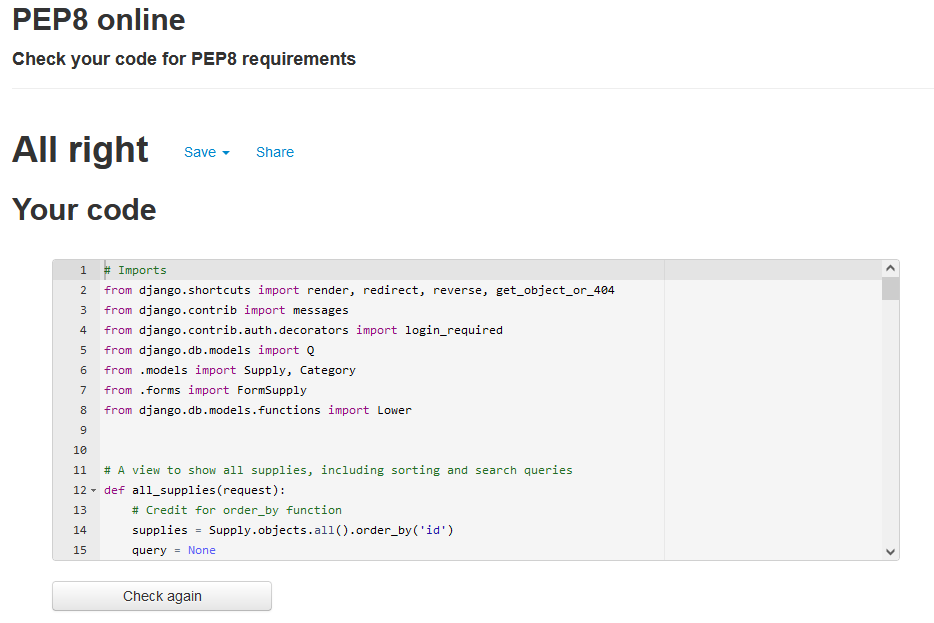 PEP8 online
Check your code for PEP8 requirements
All right Save Share
Your code
1 # Imports
2 from django.shortcuts import render, redirect, reverse, get_object_or_404
3 from django.contrib import messages
4 from django.contrib.auth.decorators import login_required
5 from django.db.models import Q
6 from .models import Supply, Category
7 from .forms import FormSupply
8 from django.db.models.functions import Lower
9
10
11 # A view to show all supplies, including sorting and search queries
12 def all_supplies(request):
13     # Credit for order_by function
14     supplies = Supply.objects.all().order_by('id')
15     query = None
Check again